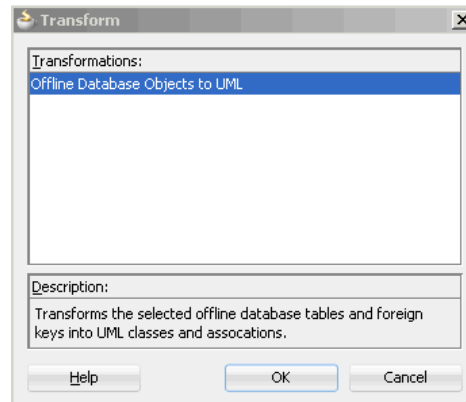 Transform
Transformations:
Offline Database Objects to UML
Description:
Transforms the selected offline database tables and foreign
keys into UML classes and assocations.
Help OK Cancel